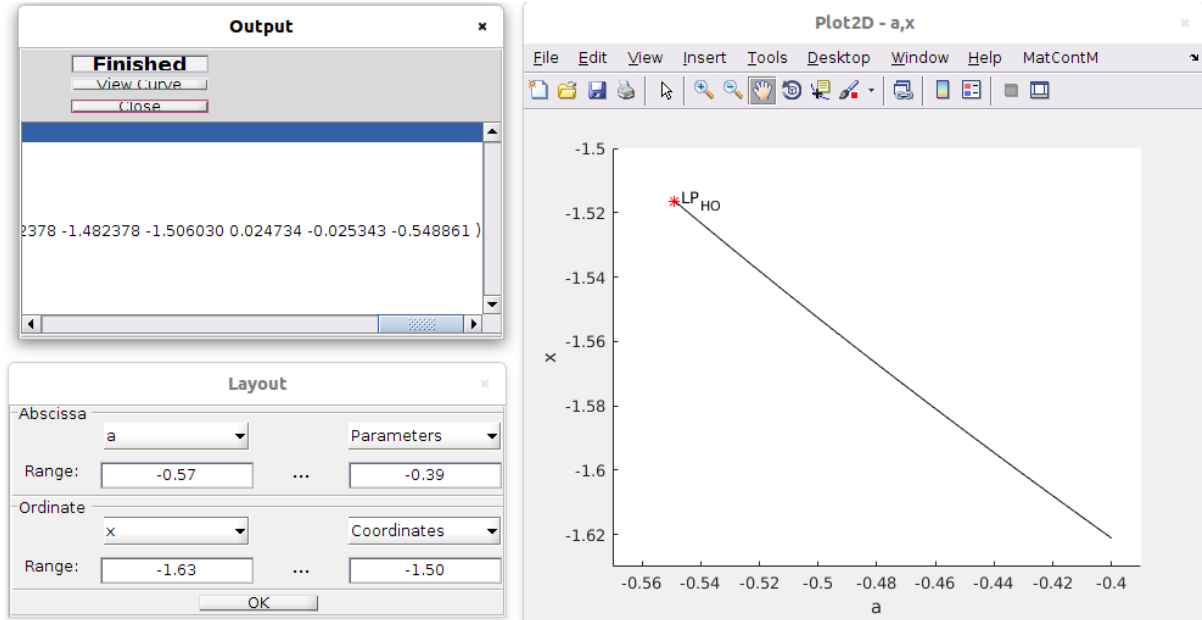 Output
×
Finished
View Curve
Close
2378 -1.482378 -1.506030 0.024734 -0.025343 -0.548861 )
Layout
×
Abscissa
a
Parameters
Range:
-0.57
...
-0.39
Ordinate
x
Coordinates
Range:
-1.63
...
-1.50
OK
Plot2D - a,x
×
File Edit View Insert Tools Desktop Window Help MatContM
-1.5
-1.52
-1.54
-1.56
-1.58
-1.6
-1.62
x
LP_HO
-0.56 -0.54 -0.52 -0.5 -0.48 -0.46 -0.44 -0.42 -0.4
a